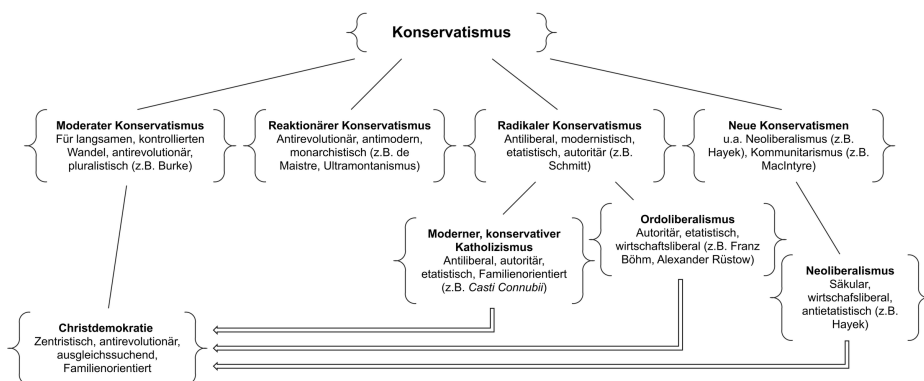 Konservatismus
Moderater Konservatismus
Für langsamen, kontrollierten
Wandel, antirevolutionär,
pluralistisch (z.B. Burke)
Reaktionärer Konservatismus
Antirevolutionär, antimodern,
monarchistisch (z.B. de
Maistre, Ultramontanismus)
Radikaler Konservatismus
Antiliberal, modernistisch,
etatistisch, autoritär (z.B.
Schmitt)
Neue Konservatismen
u.a. Neoliberalismus (z.B.
Hayek), Kommunitarismus (z.B.
MacIntyre)
Moderner, konservativer
Katholizismus
Antiliberal, autoritär,
etatistisch, Familienorientiert
(z.B. Casti Connubii)
Ordoliberalismus
Autoritär, etatistisch,
wirtschaftsliberal (z.B. Franz
Böhm, Alexander Rüstow)
Neoliberalismus
Säkular,
wirtschafsliberal,
antietatistisch (z.B.
Hayek)
Christdemokratie
Zentristisch, antirevolutionär,
ausgleichssuchend,
Familienorientiert